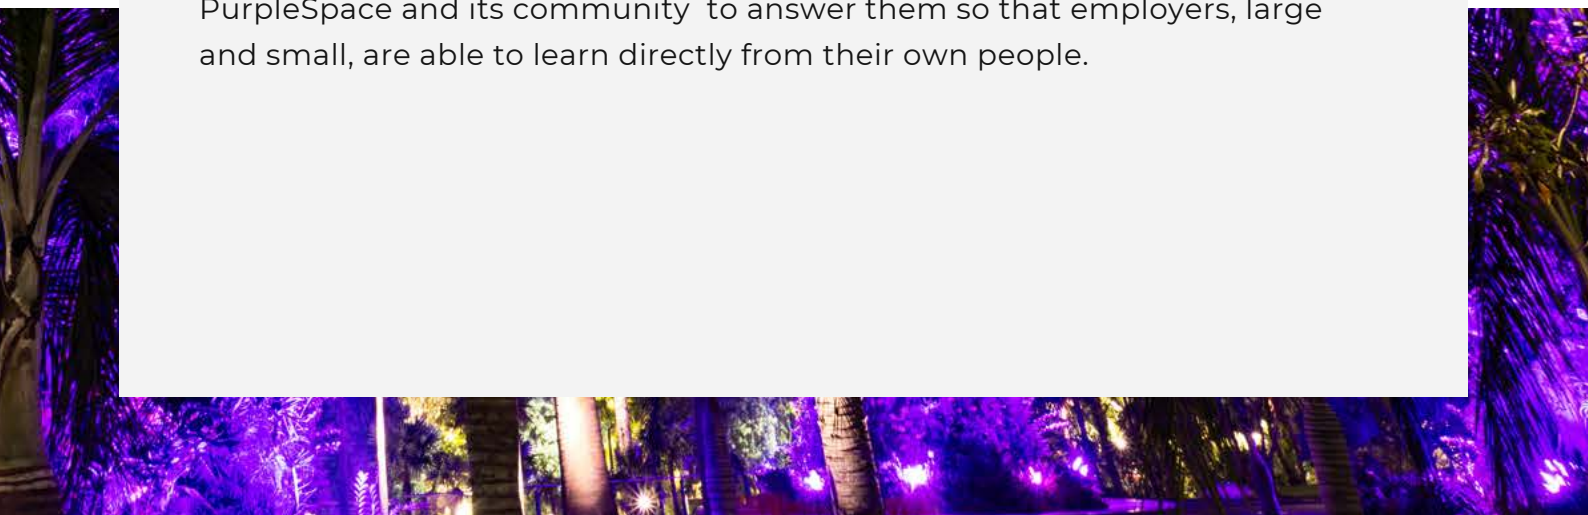 PurpleSpace and its community  to answer them so that employers, large
and small, are able to learn directly from their own people.